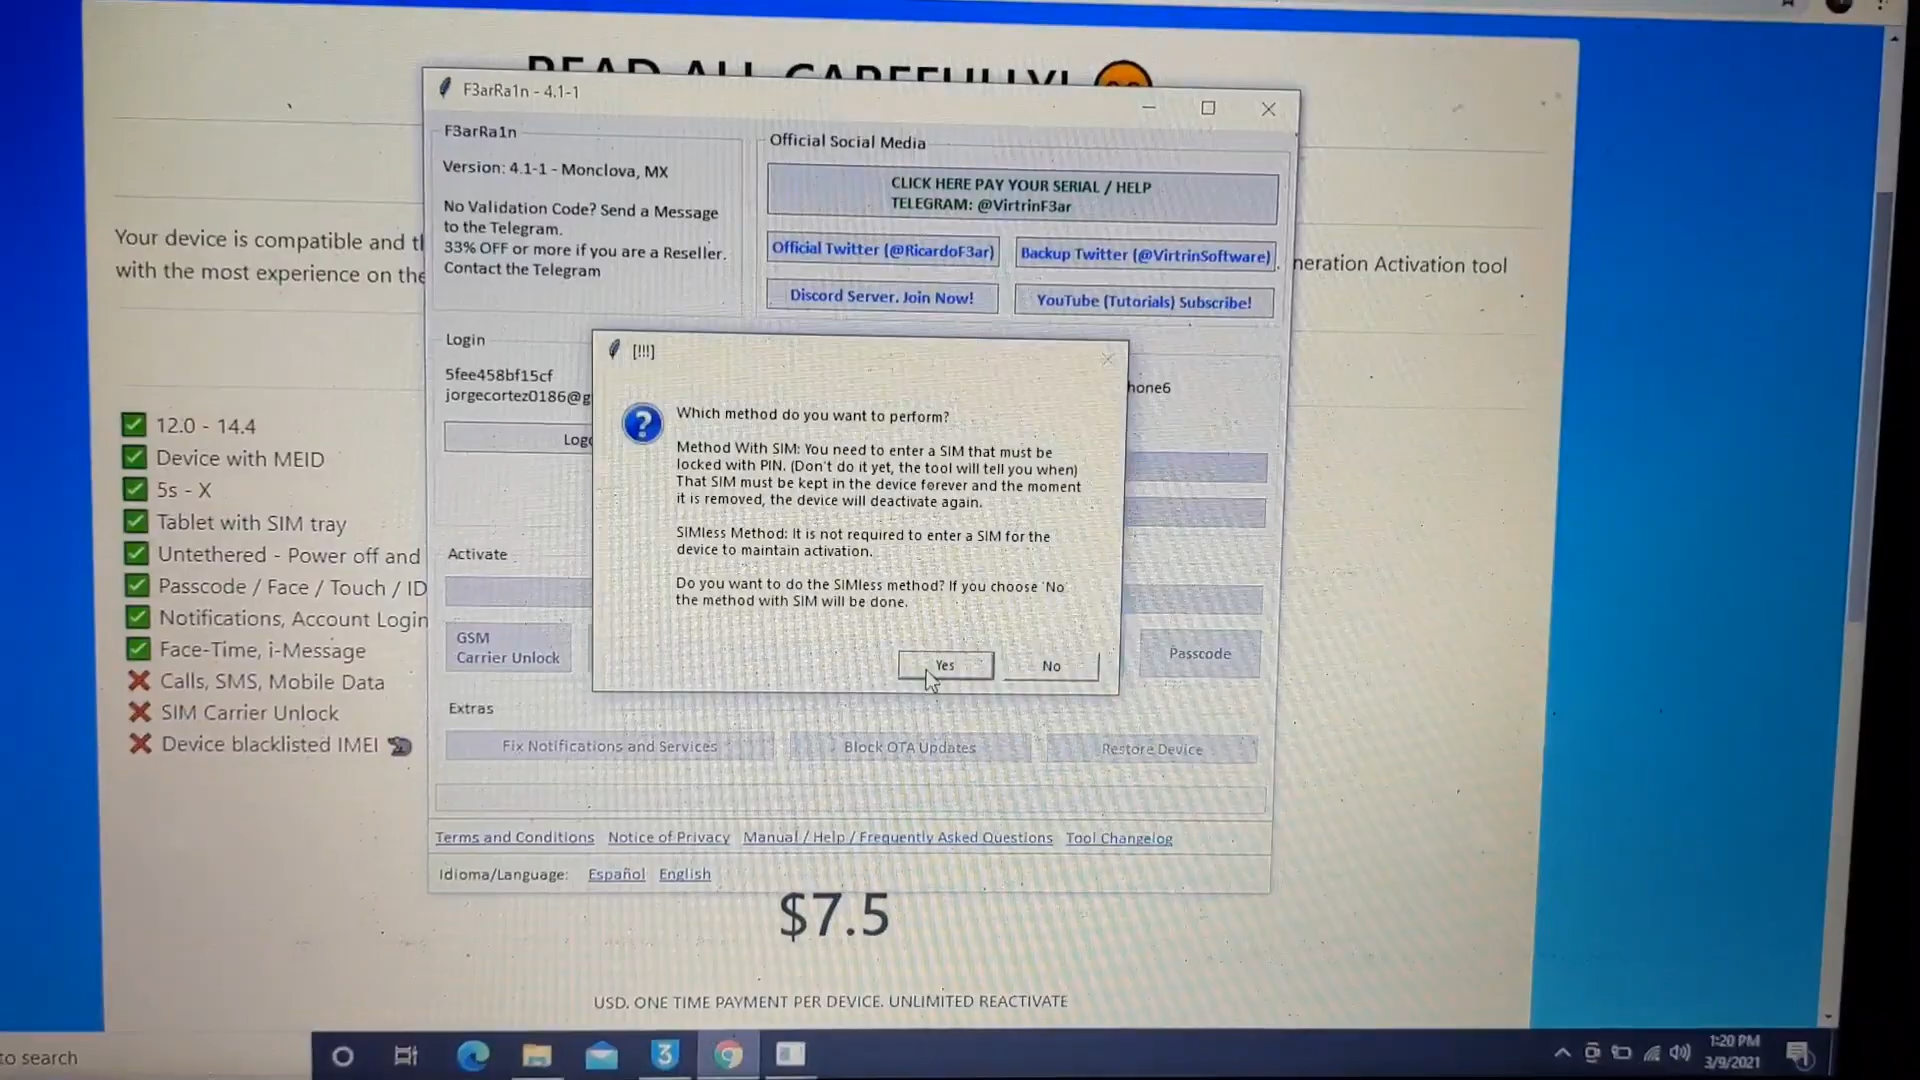 READ ALL CAREFULLY!
F3arRa1n - 4.1-1
F3arRa1n
Version: 4.1-1 - Monclova, MX
No Validation Code? Send a Message
to the Telegram.
33% OFF or more if you are a Reseller.
Contact the Telegram
Official Social Media
CLICK HERE PAY YOUR SERIAL / HELP
TELEGRAM: @VirtrinF3ar
Official Twitter (@RicardoF3ar)
Backup Twitter (@VirtrinSoftware)
Discord Server. Join Now!
YouTube (Tutorials) Subscribe!
Your device is compatible and
with the most experience on the
neration Activation tool
Login
5fee458bf15cf
jorgecortez0186@g
hone6
[!!!]
Which method do you want to perform?
Method With SIM: You need to enter a SIM that must be
locked with PIN. (Don't do it yet, the tool will tell you when)
That SIM must be kept in the device forever and the moment
it is removed, the device will deactivate again.
SIMless Method: It is not required to enter a SIM for the
device to maintain activation.
Do you want to do the SIMless method? If you choose 'No'
the method with SIM will be done.
Yes
No
12.0 - 14.4
Device with MEID
5s - X
Tablet with SIM tray
Untethered - Power off and
Passcode / Face / Touch / ID
Notifications, Account Login
Face-Time, i-Message
Calls, SMS, Mobile Data
SIM Carrier Unlock
Device blacklisted IMEI
Activate
GSM
Carrier Unlock
Passcode
Extras
Fix Notifications and Services
Block OTA Updates
Restore Device
Terms and Conditions Notice of Privacy Manual / Help / Frequently Asked Questions Tool Changelog
Idioma/Language: Español English
$7.5
USD. ONE TIME PAYMENT PER DEVICE. UNLIMITED REACTIVATE
to search
3
1:20 PM
3/9/2021